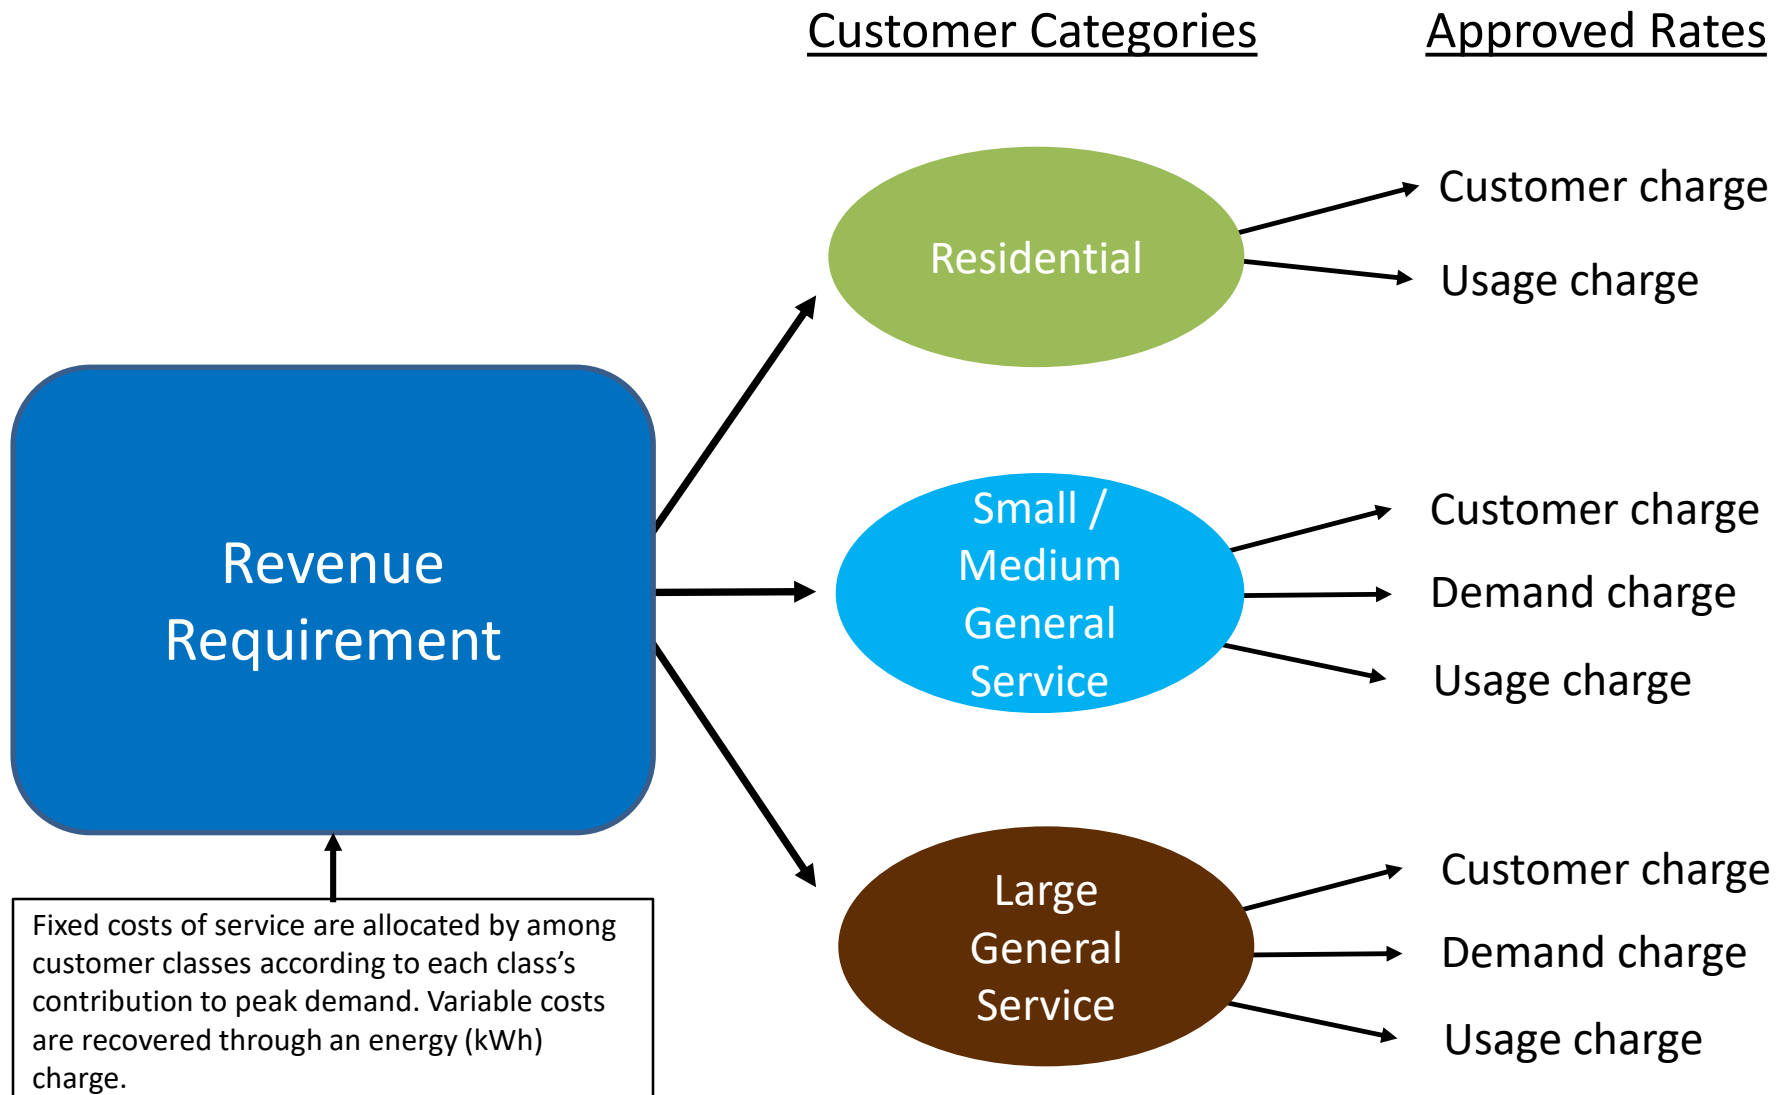 Customer Categories
Approved Rates
Residential
Customer charge
Usage charge
Revenue
Requirement
Small /
Medium
General
Service
Customer charge
Demand charge
Usage charge
Large
General
Service
Customer charge
Demand charge
Usage charge
Fixed costs of service are allocated by among
customer classes according to each class’s
contribution to peak demand. Variable costs
are recovered through an energy (kWh)
charge.